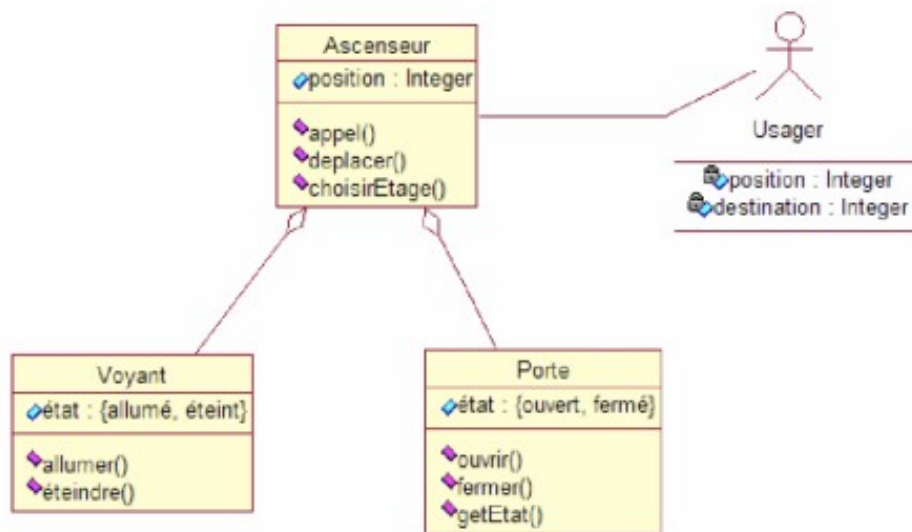 Ascenseur
position : Integer
appel()
deplacer()
choisirEtage()
Usager
position : Integer
destination : Integer
Voyant
état : {allumé, éteint}
allumer()
éteindre()
Porte
état : {ouvert, fermé}
ouvrir()
fermer()
getEtat()